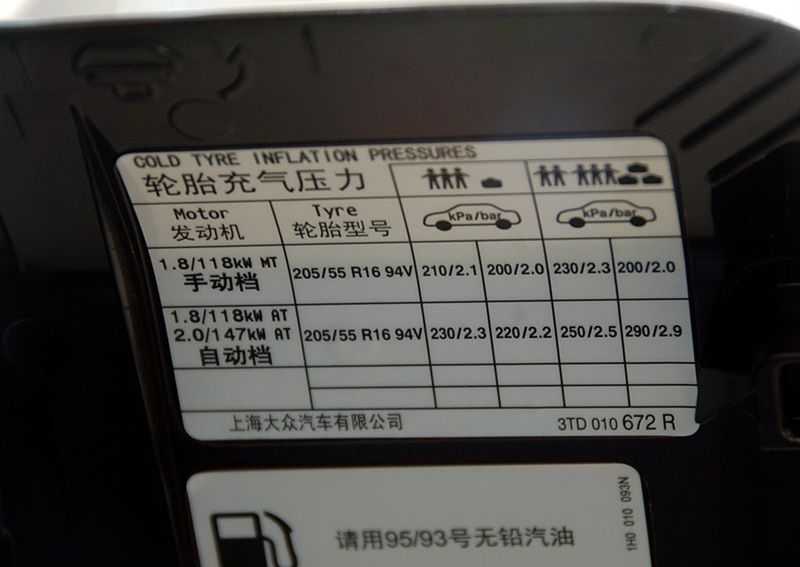 COLD TYRE INFLATION PRESSURES
轮胎充气压力
Motor
发动机
Tyre
轮胎型号
kPa/bar
kPa/bar
1.8/118kW MT
手动档
205/55 R16 94V
210/2.1
200/2.0
230/2.3
200/2.0
1.8/118kW AT
2.0/147kW AT
自动档
205/55 R16 94V
230/2.3
220/2.2
250/2.5
290/2.9
上海大众汽车有限公司
3TD 010 672 R
请用95/93号无铅汽油
1H0 010 093N